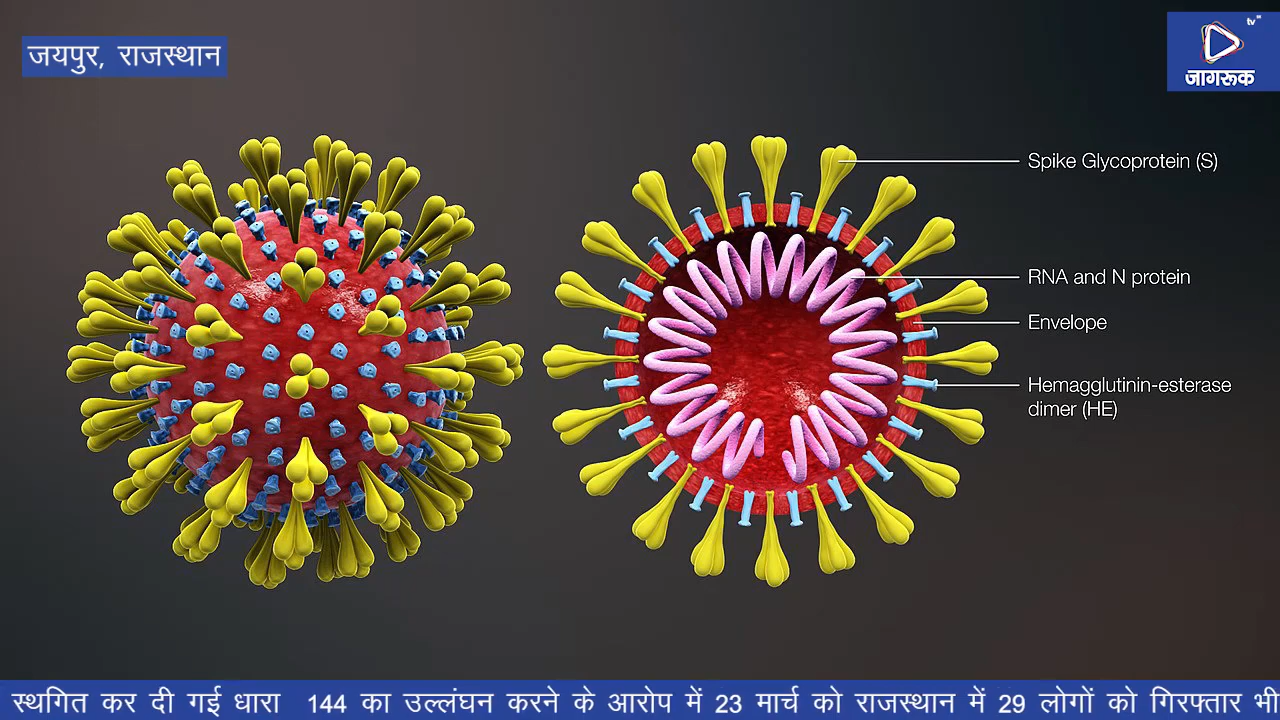 जयपुर, राजस्थान
tv
जागरूक
Spike Glycoprotein (S)
RNA and N protein
Envelope
Hemagglutinin-esterase
dimer (HE)
स्थगित कर दी गई धारा 144 का उल्लंघन करने के आरोप में 23 मार्च को राजस्थान में 29 लोगों को गिरफ्तार भी